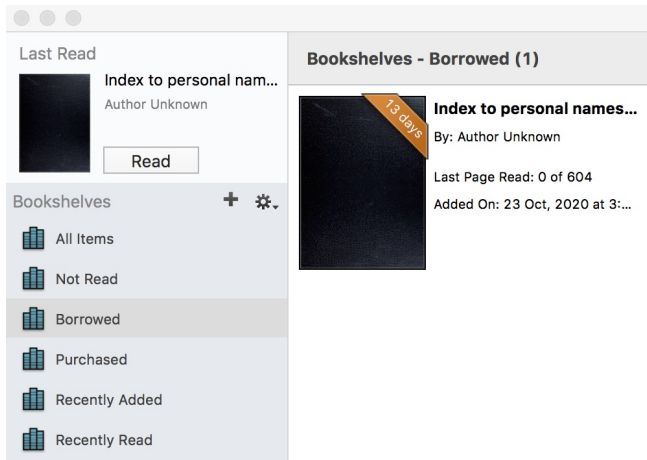 Last Read
Index to personal nam...
Author Unknown
Read
Bookshelves
All Items
Not Read
Borrowed
Purchased
Recently Added
Recently Read
Bookshelves - Borrowed (1)
13 days
Index to personal names...
By: Author Unknown
Last Page Read: 0 of 604
Added On: 23 Oct, 2020 at 3:...